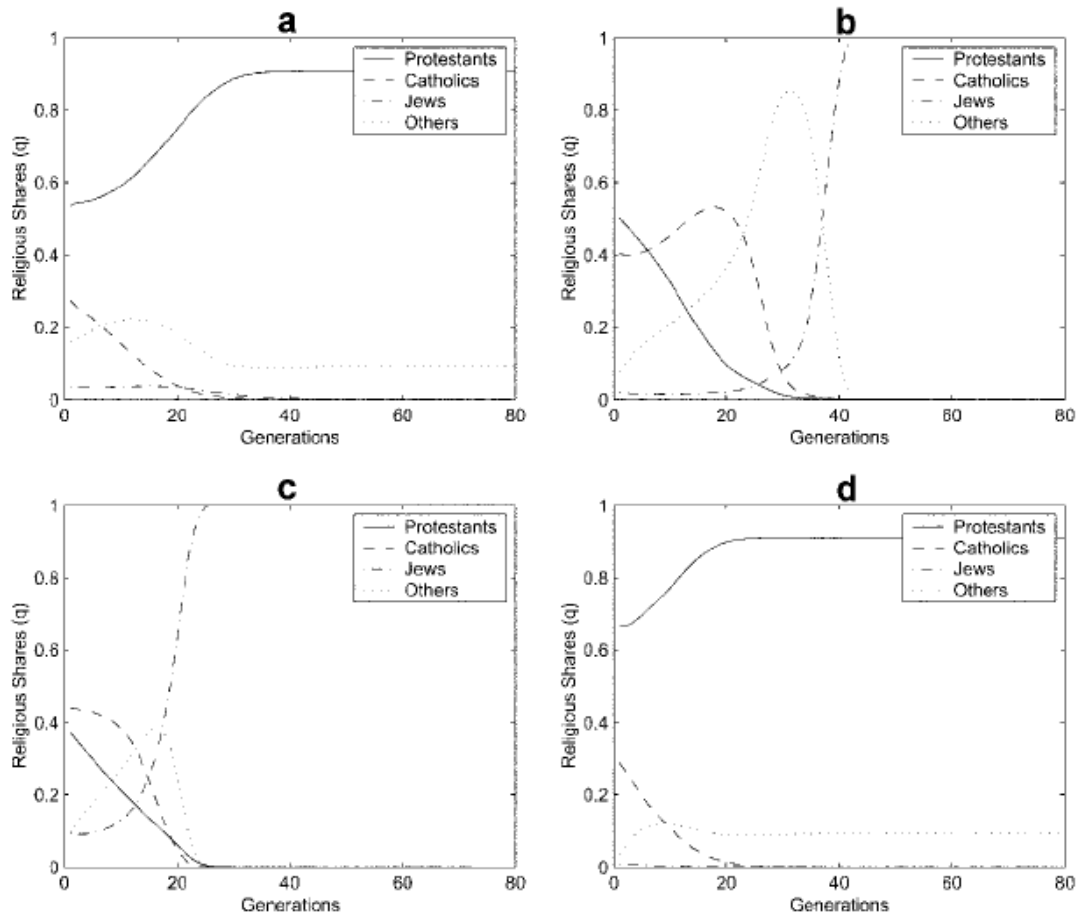 a
1
0.8
0.6
0.4
0.2
0
Religious Shares (q)
0 20 40 60 80
Generations
Protestants
Catholics
Jews
Others
b
1
0.8
0.6
0.4
0.2
0
Religious Shares (q)
0 20 40 60 80
Generations
Protestants
Catholics
Jews
Others
c
1
0.8
0.6
0.4
0.2
0
Religious Shares (q)
0 20 40 60 80
Generations
Protestants
Catholics
Jews
Others
d
1
0.8
0.6
0.4
0.2
0
Religious Shares (q)
0 20 40 60 80
Generations
Protestants
Catholics
Jews
Others